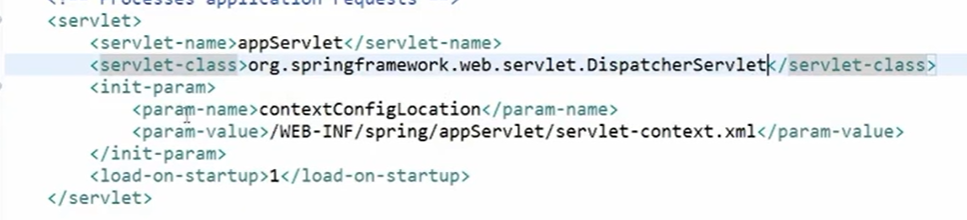 <!-- Processes application requests -->
<servlet>
<servlet-name>appServlet</servlet-name>
<servlet-class>org.springframework.web.servlet.DispatcherServlet</servlet-class>
<init-param>
<param-name>contextConfigLocation</param-name>
<param-value>/WEB-INF/spring/appServlet/servlet-context.xml</param-value>
</init-param>
<load-on-startup>1</load-on-startup>
</servlet>